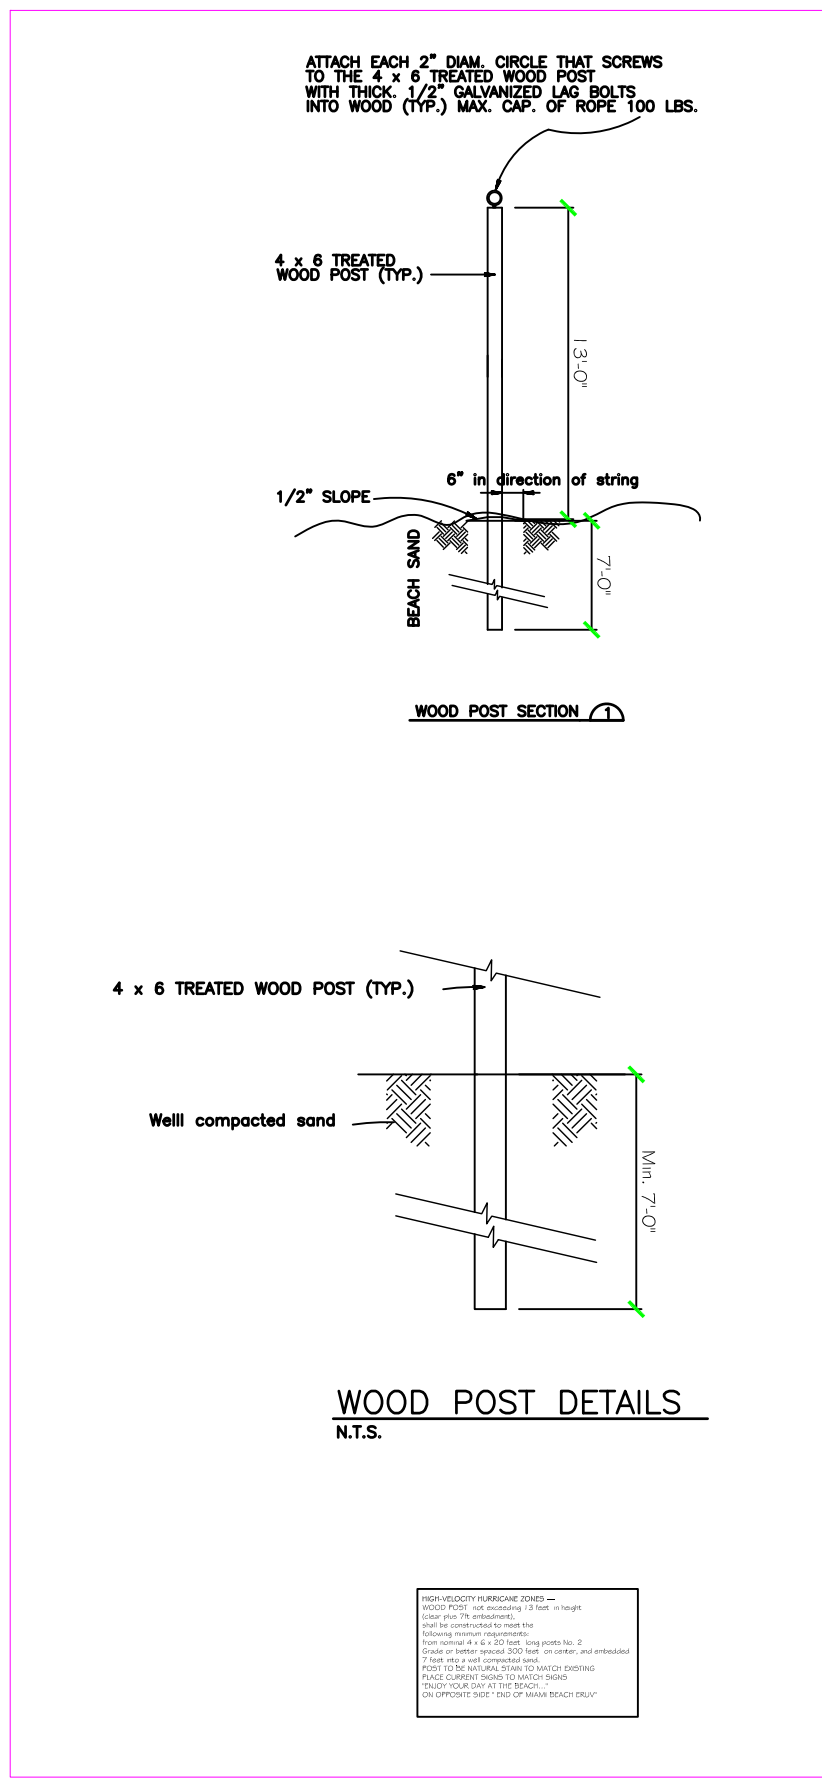 ATTACH EACH 2" DIAM. CIRCLE THAT SCREWS
TO THE 4 x 6 TREATED WOOD POST
WITH THICK. 1/2" GALVANIZED LAG BOLTS
INTO WOOD (TYP.) MAX. CAP. OF ROPE 100 LBS.
4 x 6 TREATED
WOOD POST (TYP.)
13'-0"
6" in direction of string
1/2" SLOPE
BEACH SAND
7'-0"
WOOD POST SECTION 1
4 x 6 TREATED WOOD POST (TYP.)
Welll compacted sand
Min. 7'-0"
WOOD POST DETAILS
N.T.S.
HIGH-VELOCITY HURRICANE ZONES —
WOOD POST not exceeding 13 feet in height
(clear plus 7ft embedment),
shall be constructed to meet the
following minimum requirements:
from nominal 4 x 6 x 20 feet long posts No. 2
Grade or better spaced 300 feet on center, and embedded
7 feet into a well compacted sand.
POST TO BE NATURAL STAIN TO MATCH EXISTING
PLACE CURRENT SIGNS TO MATCH SIGNS
"ENJOY YOUR DAY AT THE BEACH..."
ON OPPOSITE SIDE " END OF MIAMI BEACH ERUV"